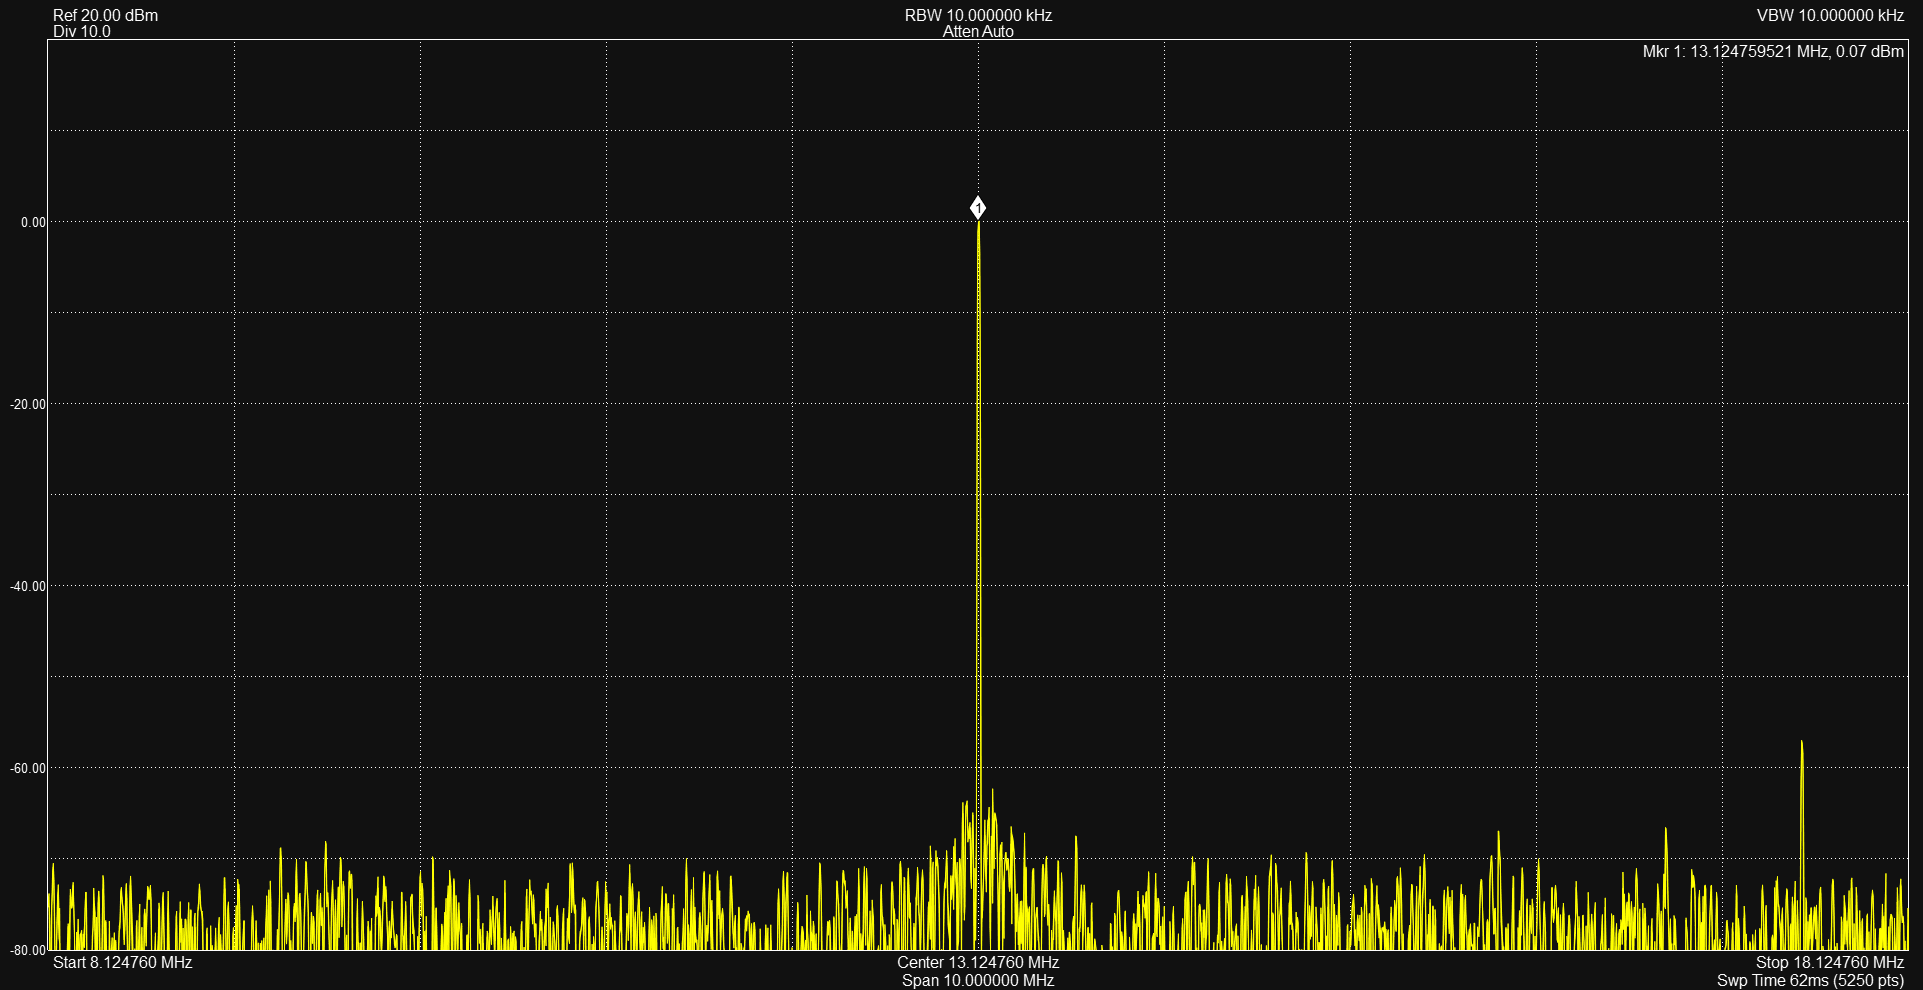 Ref 20.00 dBm
RBW 10.000000 kHz
VBW 10.000000 kHz
Div 10.0
Atten Auto
Mkr 1: 13.124759521 MHz, 0.07 dBm
1
0.00
-20.00
-40.00
-60.00
-80.00
Start 8.124760 MHz
Center 13.124760 MHz
Stop 18.124760 MHz
Span 10.000000 MHz
Swp Time 62ms (5250 pts)